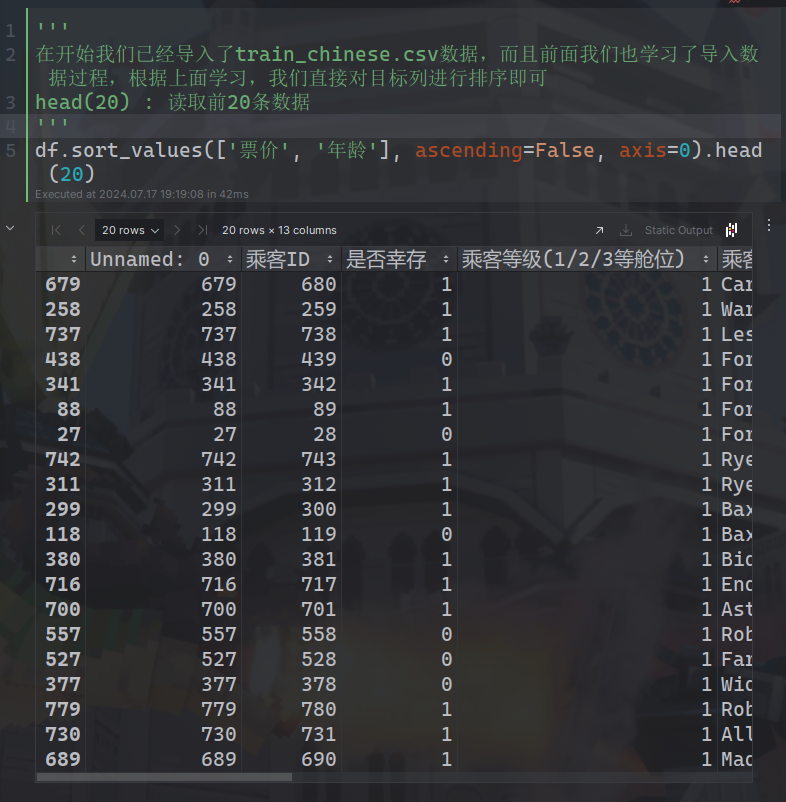 1 '''
2 在开始我们已经导入了train_chinese.csv数据，而且前面我们也学习了导入数
据过程，根据上面学习，我们直接对目标列进行排序即可
3 head(20) : 读取前20条数据
4 '''
5 df.sort_values(['票价', '年龄'], ascending=False, axis=0).head
(20)
Executed at 2024.07.17 19:19:08 in 42ms
20 rows 20 rows × 13 columns Static Output
Unnamed: 0 乘客ID 是否幸存 乘客等级(1/2/3等舱位) 乘客
679 679 680 1 1 Car
258 258 259 1 1 War
737 737 738 1 1 Les
438 438 439 0 1 For
341 341 342 1 1 For
88 88 89 1 1 For
27 27 28 0 1 For
742 742 743 1 1 Rye
311 311 312 1 1 Rye
299 299 300 1 1 Bax
118 118 119 0 1 Bax
380 380 381 1 1 Bid
716 716 717 1 1 End
700 700 701 1 1 Ast
557 557 558 0 1 Rob
527 527 528 0 1 Far
377 377 378 0 1 Wid
779 779 780 1 1 Rob
730 730 731 1 1 All
689 689 690 1 1 Mad